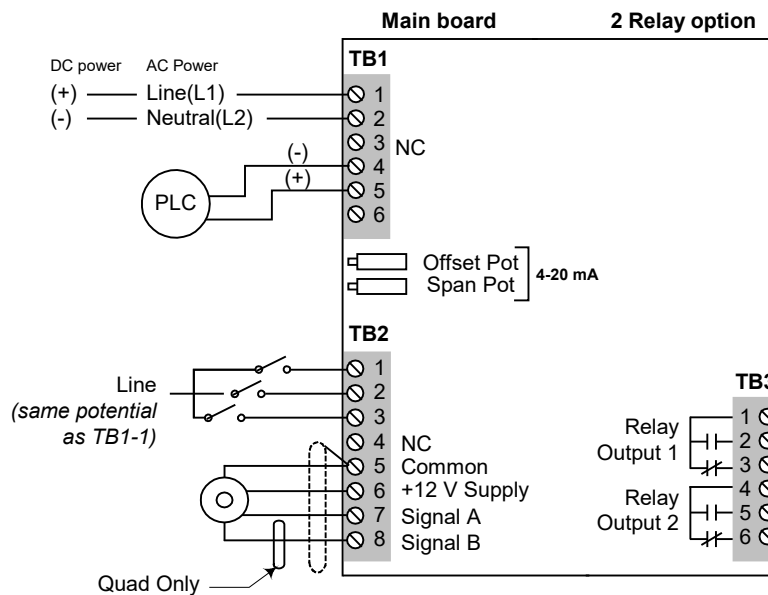 Main board
2 Relay option
TB1
DC power
AC Power
(+)
Line(L1)
1
(-)
Neutral(L2)
2
3
NC
(-)
4
(+)
5
PLC
6
Offset Pot
Span Pot
4-20 mA
TB2
1
2
3
Line
(same potential
as TB1-1)
4
NC
5
Common
6
+12 V Supply
7
Signal A
8
Signal B
Quad Only
TB3
Relay
Output 1
1
2
3
Relay
Output 2
4
5
6